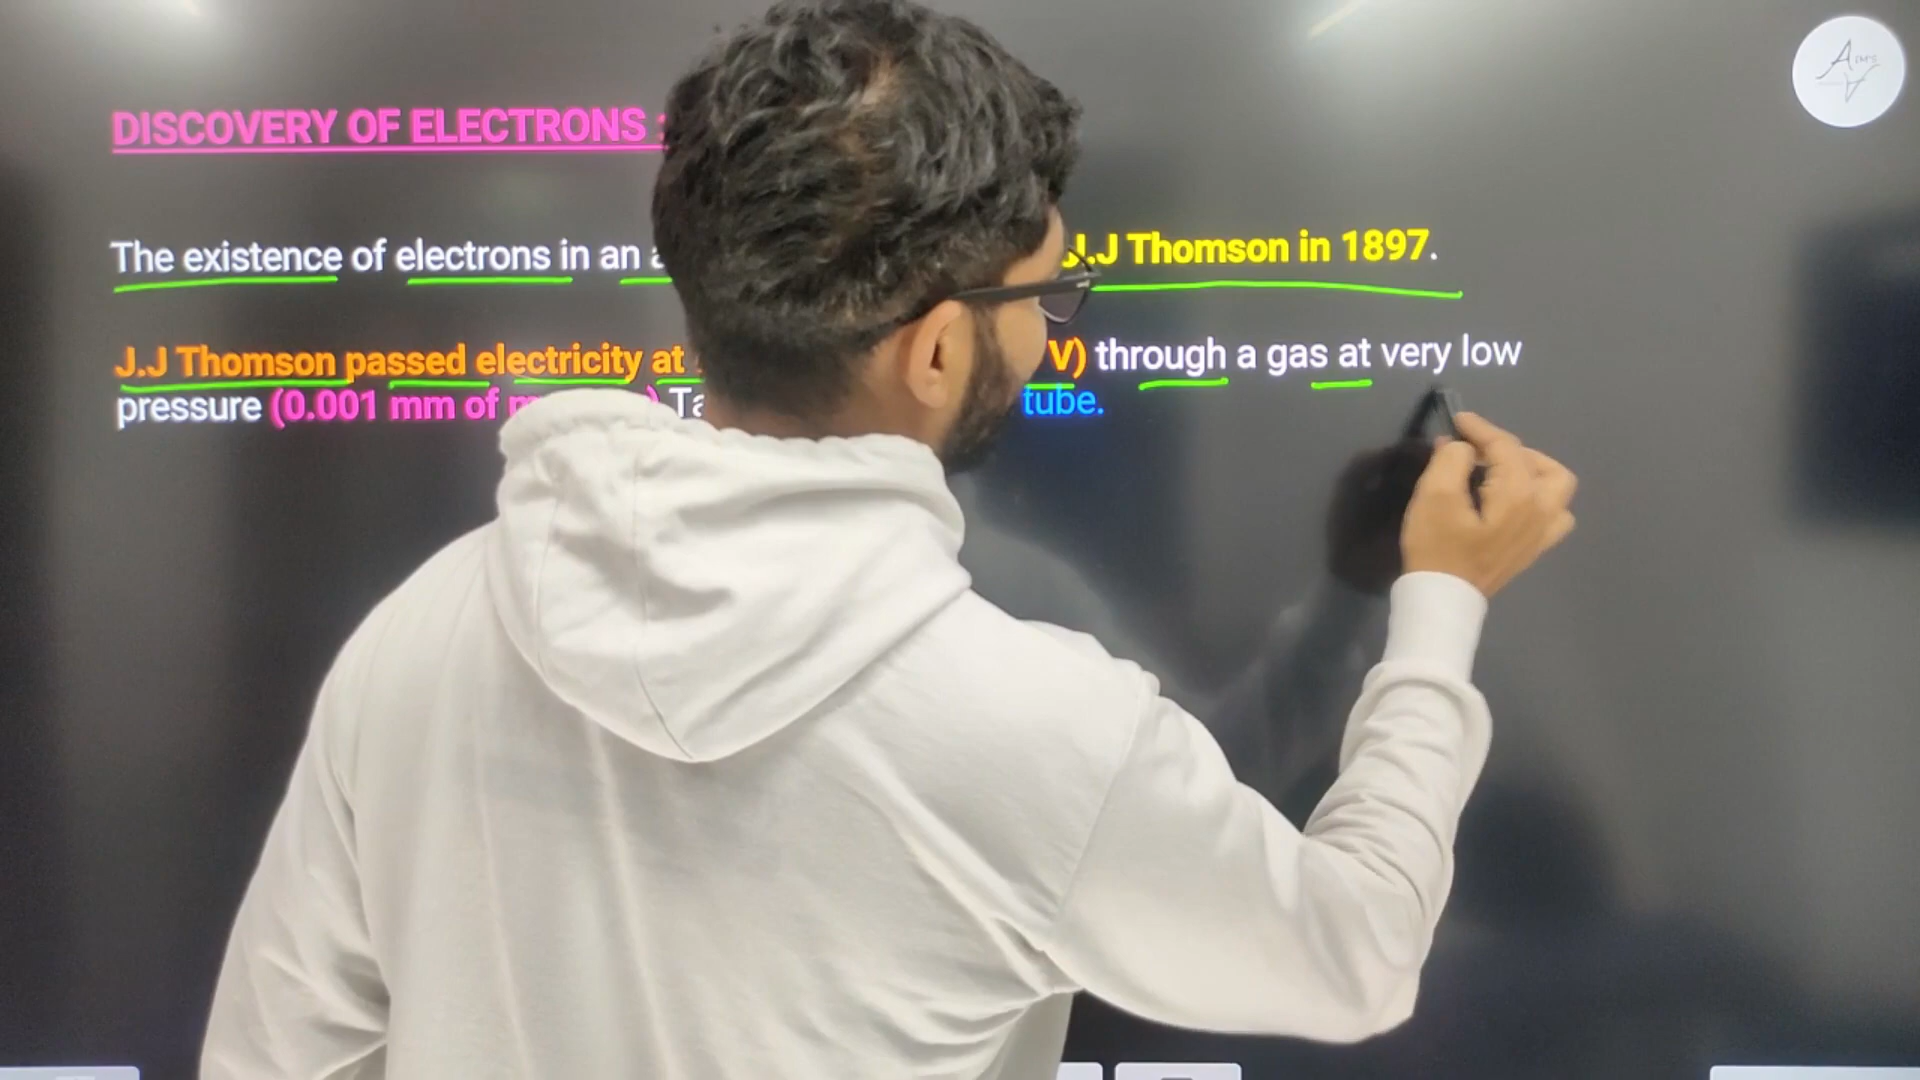 DISCOVERY OF ELECTRONS :
The existence of electrons in an J.J Thomson in 1897.
J.J Thomson passed electricity at V) through a gas at very low
pressure (0.001 mm of tube.
AIM'S